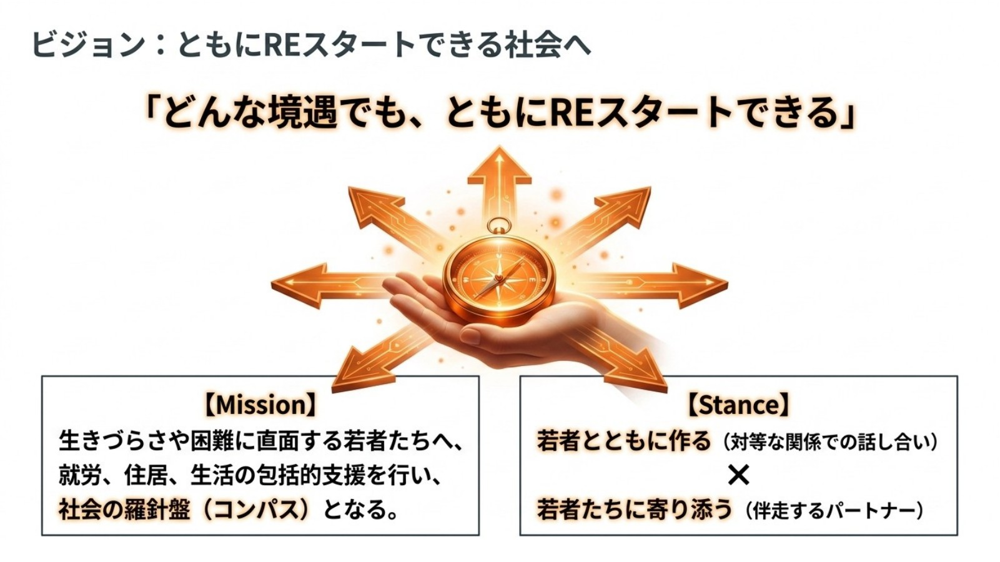 ビジョン：ともにREスタートできる社会へ
「どんな境遇でも、ともにREスタートできる」
【Mission】
生きづらさや困難に直面する若者たちへ、
就労、住居、生活の包括的支援を行い、
社会の羅針盤（コンパス）となる。
【Stance】
若者とともに作る（対等な関係での話し合い）
×
若者たちに寄り添う（伴走するパートナー）